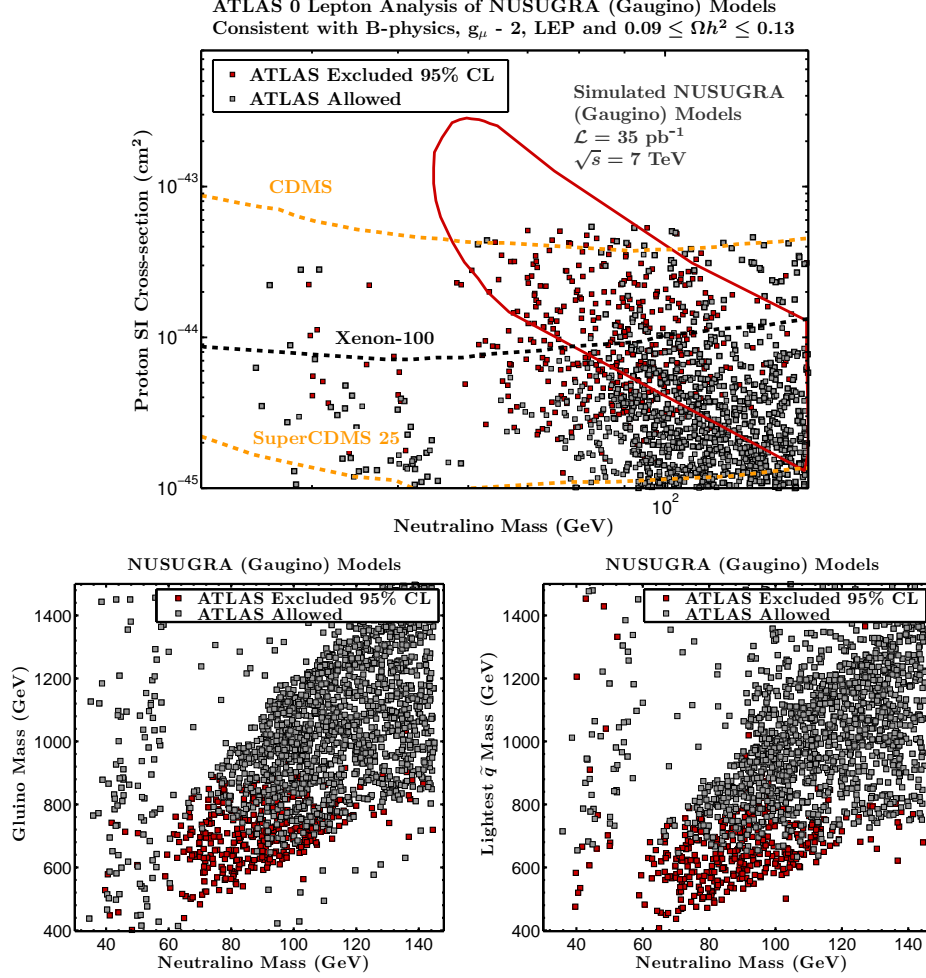 ATLAS 0 Lepton Analysis of NUSUGRA (Gaugino) Models
Consistent with B-physics, gμ - 2, LEP and 0.09 ≤ Ωh² ≤ 0.13
ATLAS Excluded 95% CL
ATLAS Allowed
Simulated NUSUGRA
(Gaugino) Models
ℒ = 35 pb⁻¹
√s = 7 TeV
CDMS
Xenon-100
SuperCDMS 25
Proton SI Cross-section (cm²)
10⁻⁴³
10⁻⁴⁴
10⁻⁴⁵
10²
Neutralino Mass (GeV)
NUSUGRA (Gaugino) Models
ATLAS Excluded 95% CL
ATLAS Allowed
Gluino Mass (GeV)
1400
1200
1000
800
600
400
40 60 80 100 120 140
Neutralino Mass (GeV)
NUSUGRA (Gaugino) Models
ATLAS Excluded 95% CL
ATLAS Allowed
Lightest q̃ Mass (GeV)
1400
1200
1000
800
600
400
40 60 80 100 120 140
Neutralino Mass (GeV)